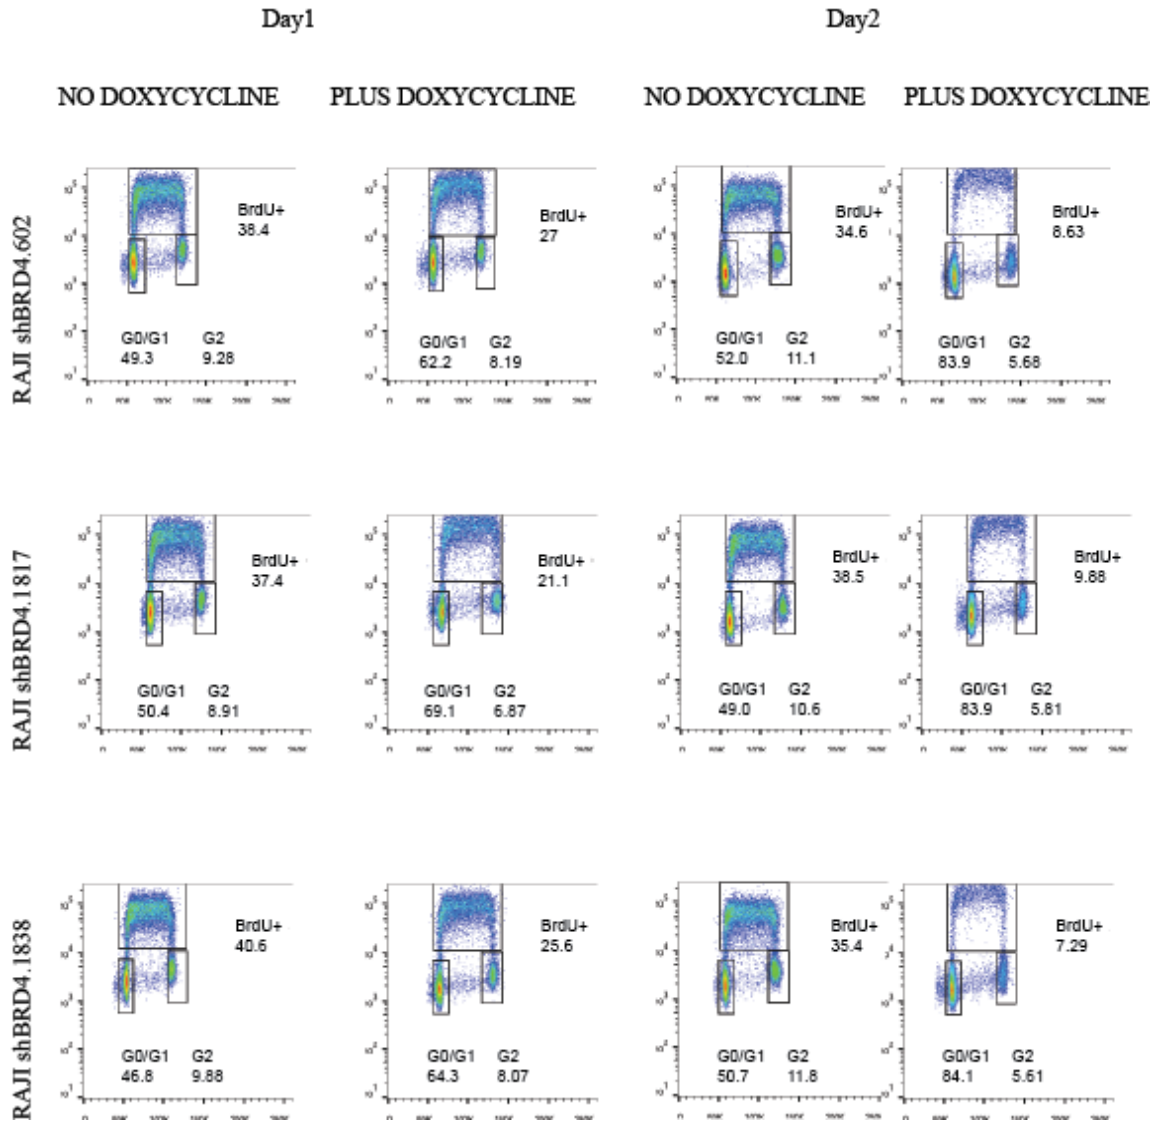 Day1 Day2
NO DOXYCYCLINE PLUS DOXYCYCLINE NO DOXYCYCLINE PLUS DOXYCYCLINE
RAJI shBRD4.602
BrdU+ 38.4
G0/G1 G2
49.3 9.28
BrdU+ 27
G0/G1 G2
62.2 8.19
BrdU+ 34.6
G0/G1 G2
52.0 11.1
BrdU+ 8.63
G0/G1 G2
83.9 5.68
RAJI shBRD4.1817
BrdU+ 37.4
G0/G1 G2
50.4 8.91
BrdU+ 21.1
G0/G1 G2
69.1 6.87
BrdU+ 38.5
G0/G1 G2
49.0 10.6
BrdU+ 9.88
G0/G1 G2
83.9 5.81
RAJI shBRD4.1838
BrdU+ 40.6
G0/G1 G2
46.8 9.88
BrdU+ 25.6
G0/G1 G2
64.3 8.07
BrdU+ 35.4
G0/G1 G2
50.7 11.8
BrdU+ 7.29
G0/G1 G2
84.1 5.61